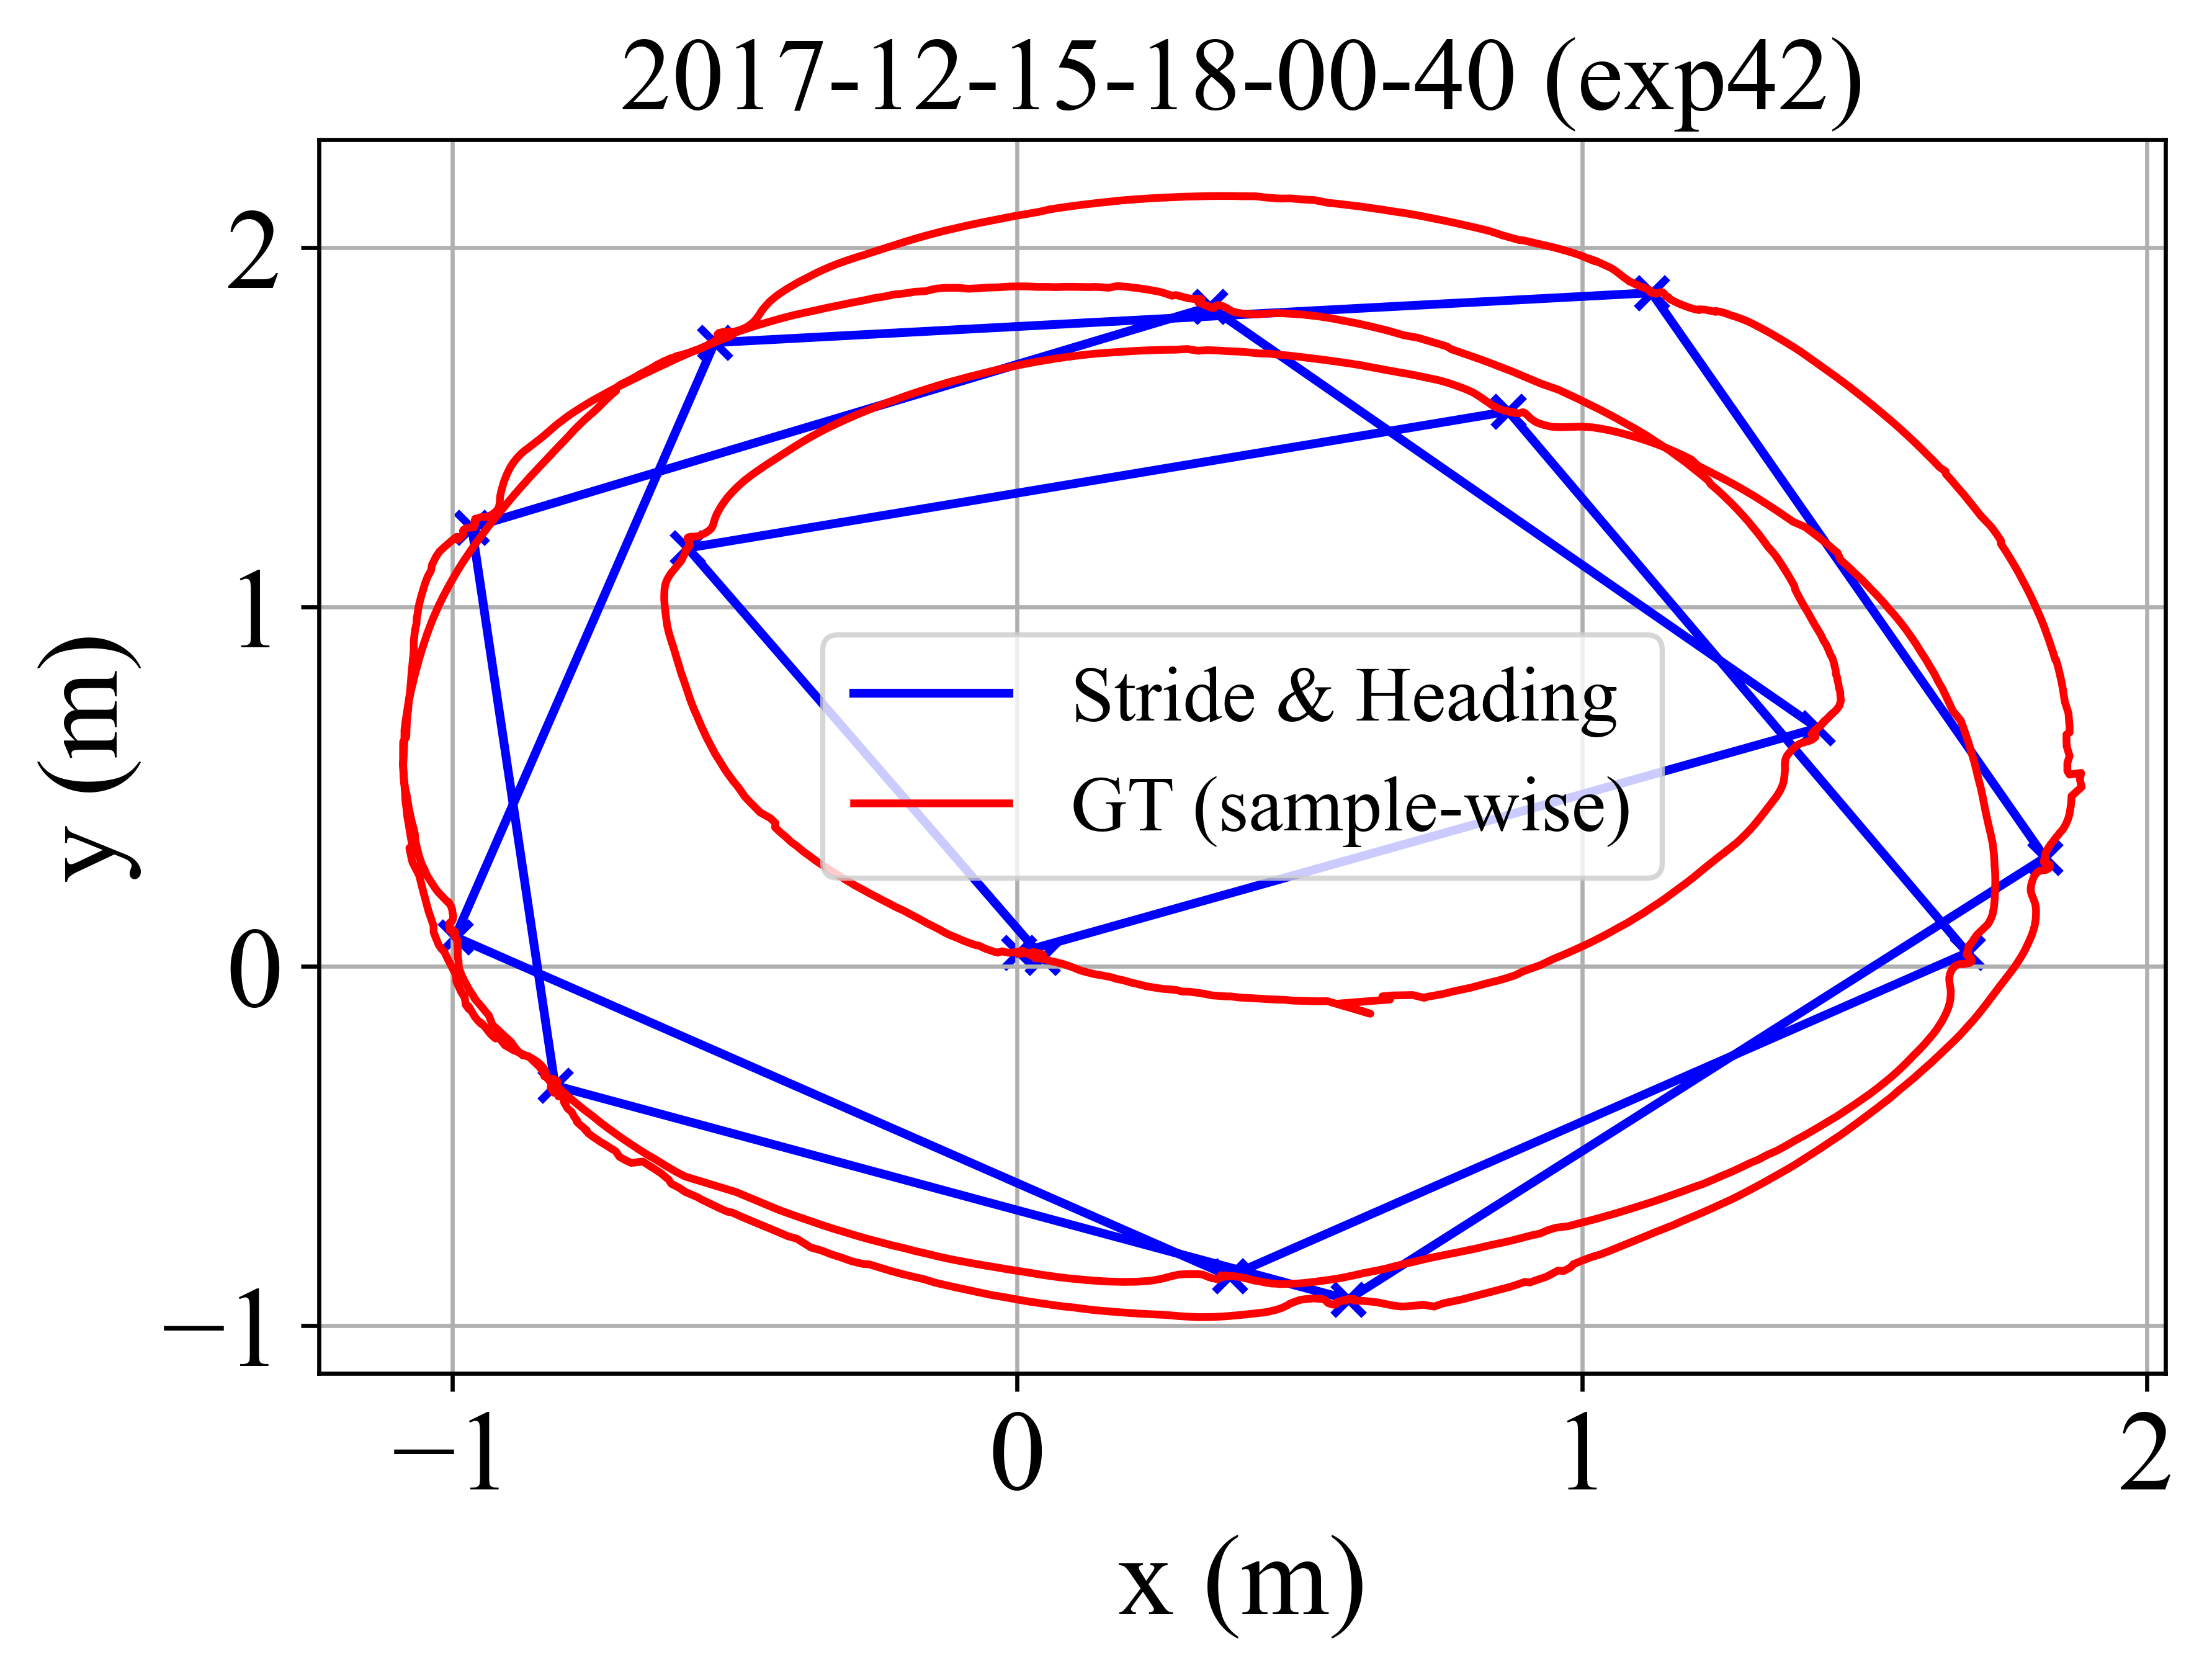 2017-12-15-18-00-40 (exp42)
2
1
0
−1
y (m)
Stride & Heading
GT (sample-wise)
−1 0 1 2
x (m)